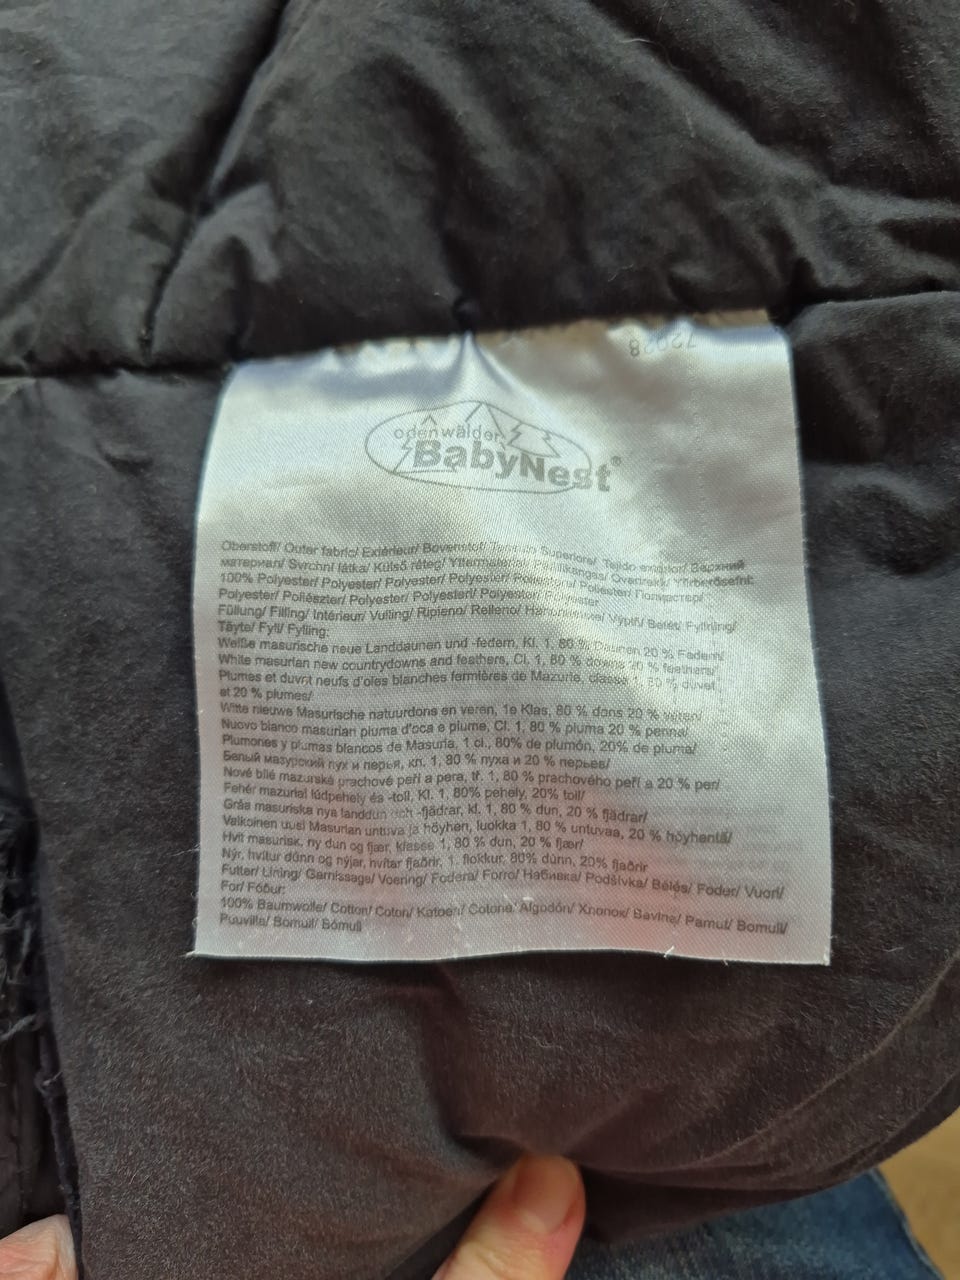 72028
odenwälder
BabyNest®
Oberstoff/ Outer fabric/ Extérieur/ Bovenstof/ Tessuto Superiore/ Tejido exterior/ Верхний
материал/ Svrchní látka/ Külső réteg/ Yttermaterial/ Päällikangas/ Overtrekk/ Ytrberðsefni:
100% Polyester/ Polyester/ Polyester/ Polyester/ Poliestere/ Poliester/ Полиэстер/
Polyester/ Poliészter/ Polyester/ Polyesteri/ Polyester/ Polyester
Füllung/ Filling/ Intérieur/ Vulling/ Ripieno/ Relleno/ Výplň/ Bélés/ Fyllning/
Täyte/ Fyll/ Fylling:
Weiße masurische neue Landdaunen und -federn, Kl. 1, 80 % Daunen 20 % Federn/
White masurian new countrydowns and feathers, Cl. 1, 80 % downs 20 % feathers/
Plumes et duvet neufs d'oies blanches fermières de Mazurie, classe 1, 80 % duvet
et 20 % plumes/
Witte nieuwe Masurische natuurdons en veren, 1e Klas, 80 % dons 20 % veren/
Nuovo bianco masurian piuma d'oca e piume, Cl. 1, 80 % piuma 20 % penna/
Plumones y plumas blancos de Masuria, 1 cl., 80% de plumón, 20% de pluma/
Белый мазурский пух и перья, кл. 1, 80 % пуха и 20 % перьев/
Nové bílé mazurské prachové peří a pera, tř. 1, 80 % prachového peří a 20 % per/
Fehér mazuriai lúdpehely és -toll, Kl. 1, 80% pehely, 20% toll/
Gråa masuriska nya landdun och -fjädrar, kl. 1, 80 % dun, 20 % fjädrar/
Valkoinen uusi Masurian untuva ja höyhen, luokka 1, 80 % untuvaa, 20 % höyhentä/
Hvit masurisk, ny dun og fjær, klasse 1, 80 % dun, 20 % fjær/
Ný, hvítur dúnn og nýjar, hvítar fjaðrir, 1. flokkur, 80% dúnn, 20% fjaðrir
Futter/ Lining/ Garnissage/ Voering/ Fodera/ Forro/ Набивка/ Podšívka/ Bélés/ Foder/ Vuori/
For/ Fóður:
100% Baumwolle/ Cotton/ Coton/ Katoen/ Cotone/ Algodón/ Хлопок/ Bavlna/ Pamut/ Bomull/
Puuvilla/ Bomull/ Bómull